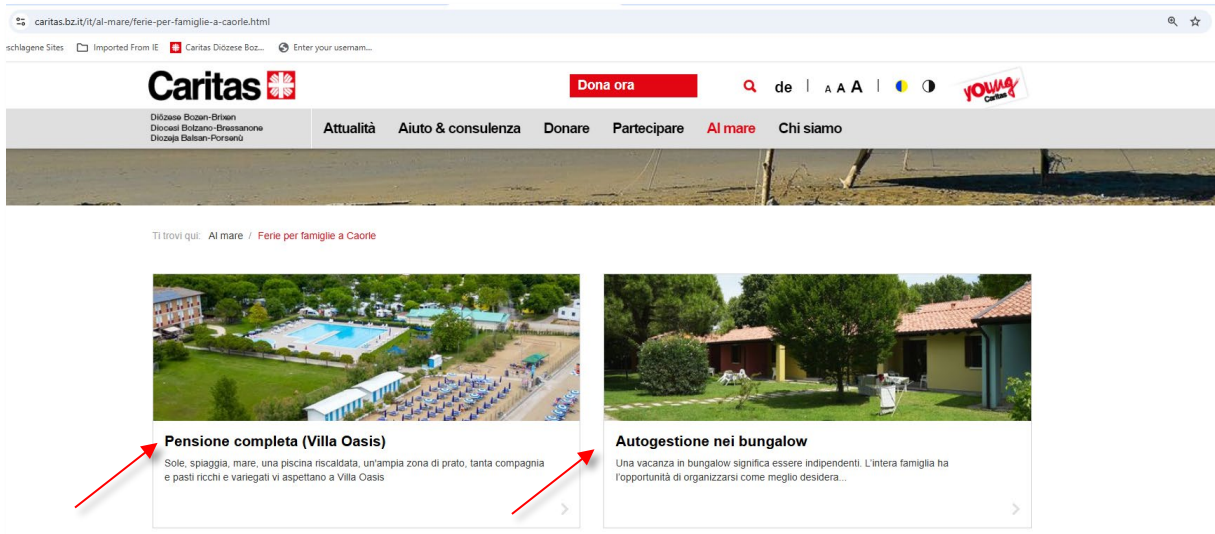 caritas.bz.it/it/al-mare/ferie-per-famiglie-a-caorle.html
eschlagene Sites Imported From IE Caritas Diözese Boz... Enter your usernam...
Caritas
Dona ora
de | A A A |
young
Caritas
Diözese Bozen-Brixen
Diocesi Bolzano-Bressanone
Diozeja Balsan-Porsenù
Attualità Aiuto & consulenza Donare Partecipare Al mare Chi siamo
Ti trovi qui: Al mare / Ferie per famiglie a Caorle
Pensione completa (Villa Oasis)
Sole, spiaggia, mare, una piscina riscaldata, un'ampia zona di prato, tanta compagnia
e pasti ricchi e variegati vi aspettano a Villa Oasis
Autogestione nei bungalow
Una vacanza in bungalow significa essere indipendenti. L'intera famiglia ha
l'opportunità di organizzarsi come meglio desidera...